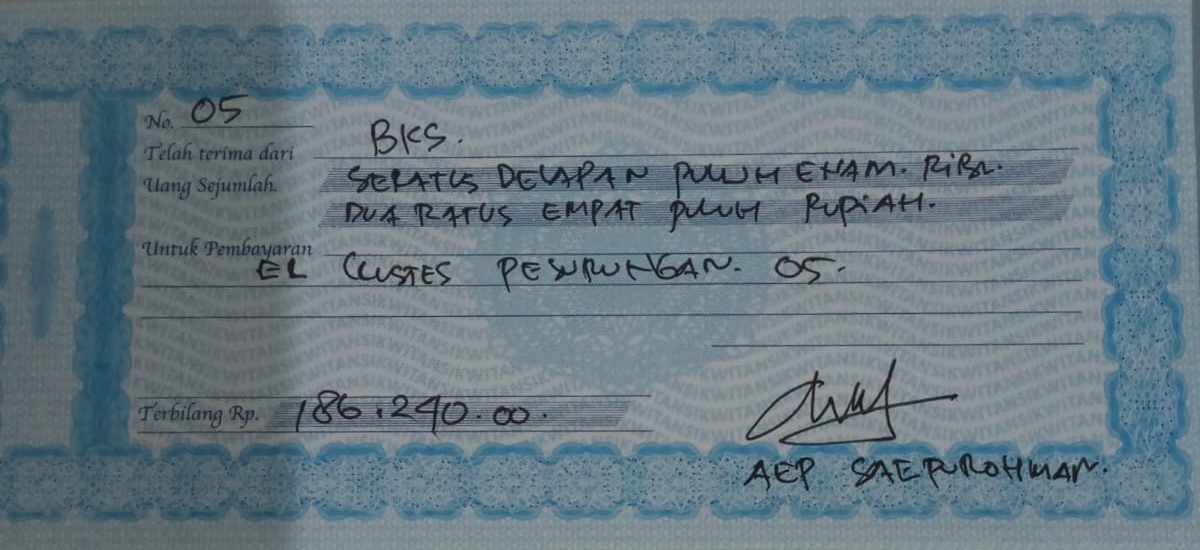 No. 05
Telah terima dari BKS.
Uang Sejumlah. SERATUS DELAPAN PULUH ENAM. RIBU.
DUA RATUS EMPAT PULUH RUPIAH.
Untuk Pembayaran
EL CLUSTES PESURUNGAN. 05.
Terbilang Rp. 186.240.00.
AEP SAEPUROHMAN.